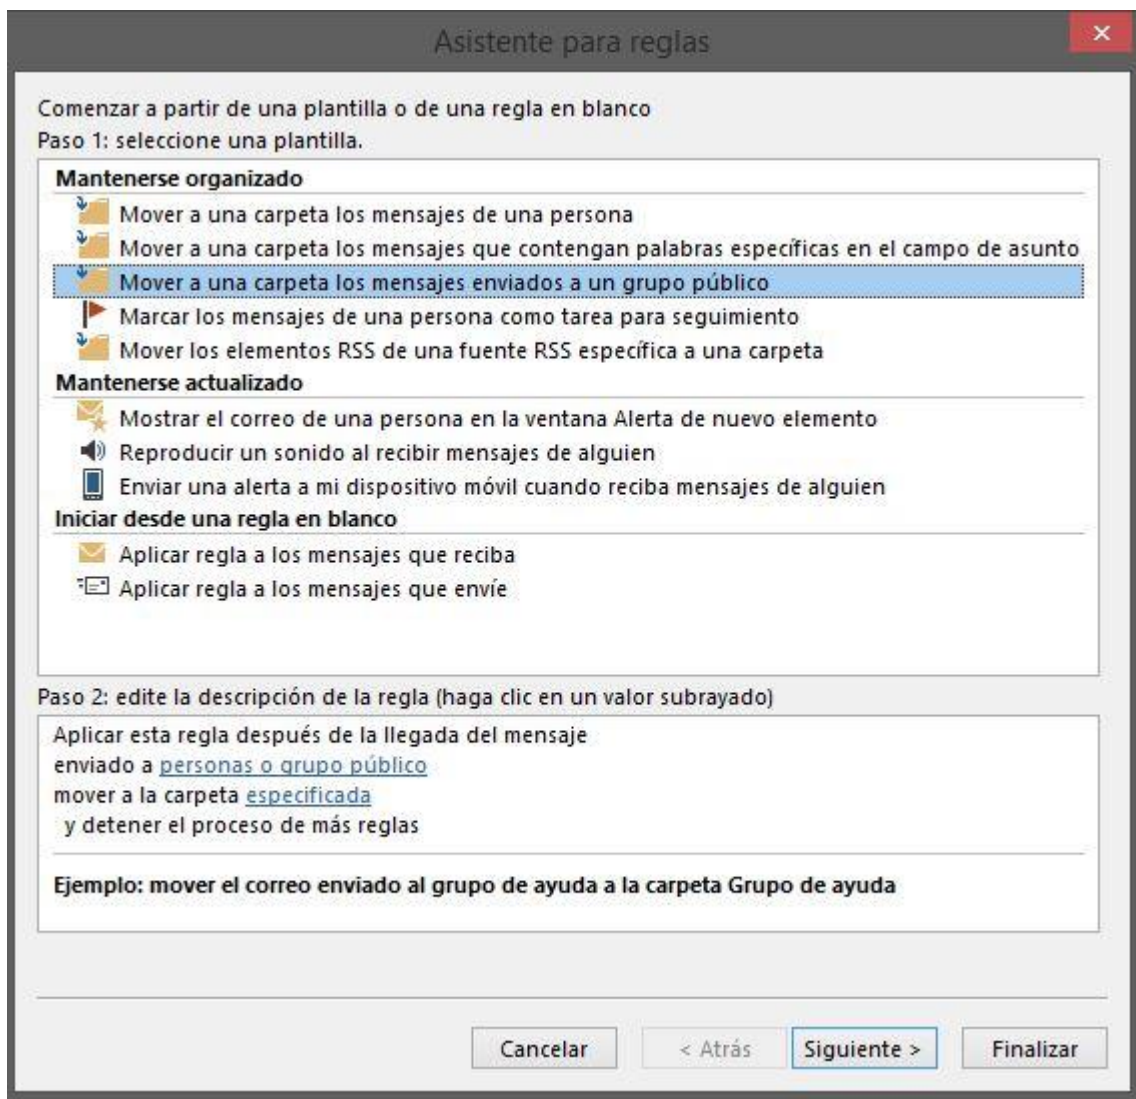 Asistente para reglas
Comenzar a partir de una plantilla o de una regla en blanco
Paso 1: seleccione una plantilla.
Mantenerse organizado
Mover a una carpeta los mensajes de una persona
Mover a una carpeta los mensajes que contengan palabras específicas en el campo de asunto
Mover a una carpeta los mensajes enviados a un grupo público
Marcar los mensajes de una persona como tarea para seguimiento
Mover los elementos RSS de una fuente RSS específica a una carpeta
Mantenerse actualizado
Mostrar el correo de una persona en la ventana Alerta de nuevo elemento
Reproducir un sonido al recibir mensajes de alguien
Enviar una alerta a mi dispositivo móvil cuando reciba mensajes de alguien
Iniciar desde una regla en blanco
Aplicar regla a los mensajes que reciba
Aplicar regla a los mensajes que envíe
Paso 2: edite la descripción de la regla (haga clic en un valor subrayado)
Aplicar esta regla después de la llegada del mensaje
enviado a personas o grupo público
mover a la carpeta especificada
y detener el proceso de más reglas
Ejemplo: mover el correo enviado al grupo de ayuda a la carpeta Grupo de ayuda
Cancelar
< Atrás
Siguiente >
Finalizar